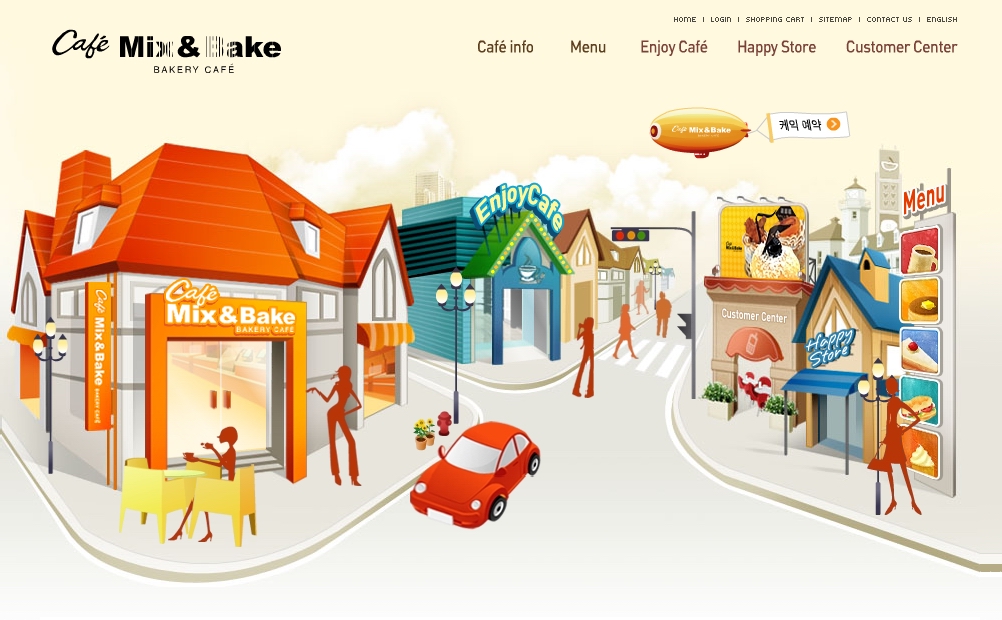 HOME | LOGIN | SHOPPING CART | SITEMAP | CONTACT US | ENGLISH
Café Mix & Bake
BAKERY CAFÉ
Café info Menu Enjoy Café Happy Store Customer Center
Café Mix & Bake
케익 예약
Enjoy Cafe
Menu
Café
Mix & Bake
BAKERY CAFE
Café Mix & Bake
Customer Center
Happy
Store